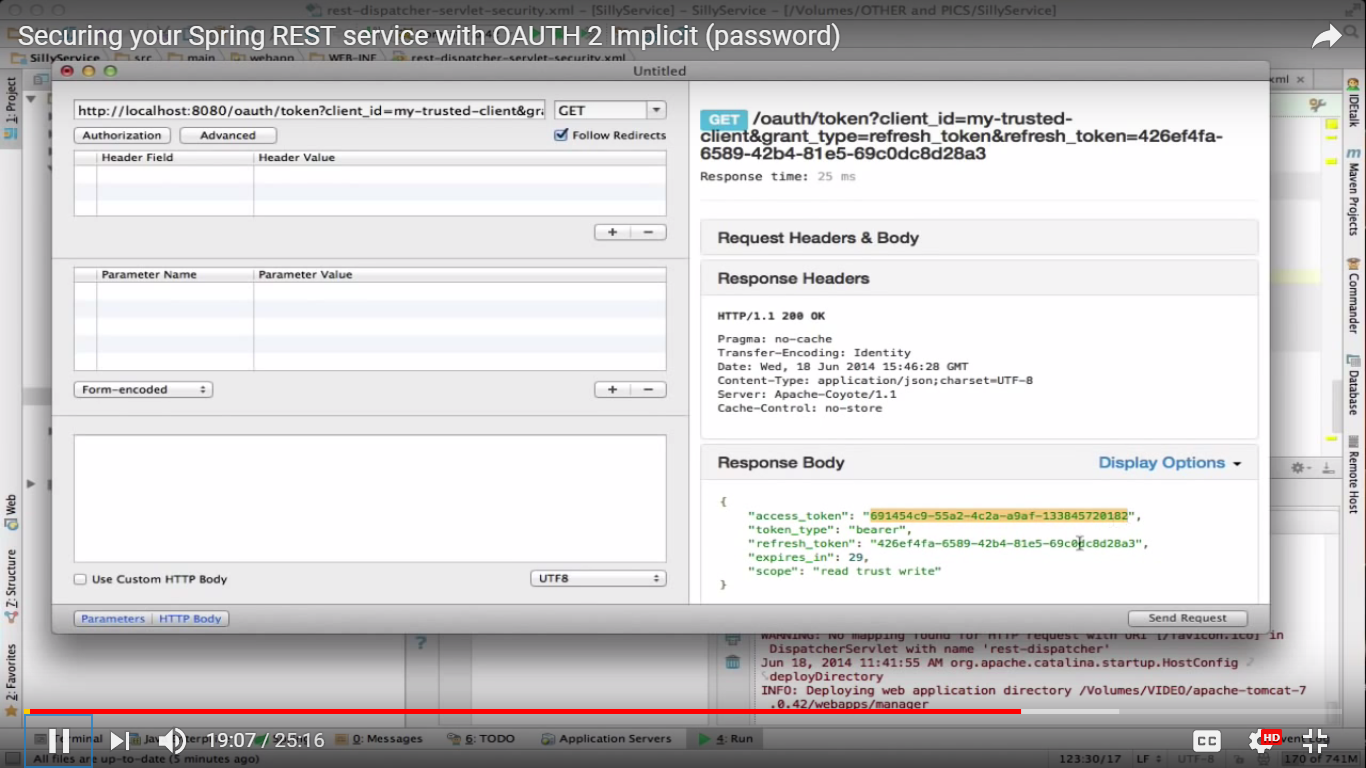 rest-dispatcher-servlet-security.xml - [SillyService] - SillyService - [/Volumes/OTHER and PICS/SillyService]
Securing your Spring REST service with OAUTH 2 Implicit (password)
SillyService src main webapp WEB-INF rest-dispatcher-servlet-security.xml
Untitled
1: Project
http://localhost:8080/oauth/token?client_id=my-trusted-client&gr
GET
Authorization
Advanced
Follow Redirects
Header Field
Header Value
+ −
Parameter Name
Parameter Value
Form-encoded
+ −
Use Custom HTTP Body
UTF8
Parameters
HTTP Body
GET /oauth/token?client_id=my-trusted-
client&grant_type=refresh_token&refresh_token=426ef4fa-
6589-42b4-81e5-69c0dc8d28a3
Response time: 25 ms
Request Headers & Body
Response Headers
HTTP/1.1 200 OK
Pragma: no-cache
Transfer-Encoding: Identity
Date: Wed, 18 Jun 2014 15:46:28 GMT
Content-Type: application/json;charset=UTF-8
Server: Apache-Coyote/1.1
Cache-Control: no-store
Response Body
Display Options
{
"access_token": "691454c9-55a2-4c2a-a9af-133845720182",
"token_type": "bearer",
"refresh_token": "426ef4fa-6589-42b4-81e5-69c0dc8d28a3",
"expires_in": 29,
"scope": "read trust write"
}
Send Request
xml ×
IDEtalk
Maven Projects
Commander
Database
Remote Host
Web
Z: Structure
2: Favorites
?
WARNING: No mapping found for HTTP request with URI [/favicon.ico] in
DispatcherServlet with name 'rest-dispatcher'
Jun 18, 2014 11:41:55 AM org.apache.catalina.startup.HostConfig
deployDirectory
INFO: Deploying web application directory /Volumes/VIDEO/apache-tomcat-7
.0.42/webapps/manager
19:07 / 25:16
0: Messages
6: TODO
Application Servers
4: Run
CC
HD
All files are up-to-date (5 minutes ago)
123:30/17
LF
UTF-8
170 of 741M